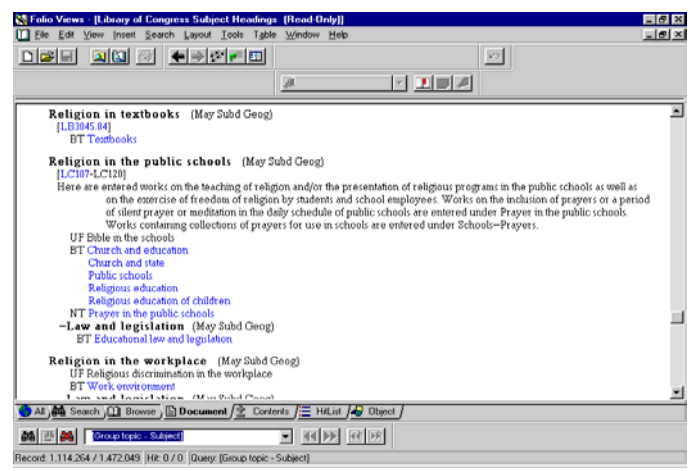 Folio Views - [Library of Congress Subject Headings (Read-Only)]
File Edit View Insert Search Layout Tools Table Window Help
Religion in textbooks (May Subd Geog)
[LB3045.84]
BT Textbooks
Religion in the public schools (May Subd Geog)
[LC107-LC120]
Here are entered works on the teaching of religion and/or the presentation of religious programs in the public schools as well as
on the exercise of freedom of religion by students and school employees. Works on the inclusion of prayers or a period
of silent prayer or meditation in the daily schedule of public schools are entered under Prayer in the public schools.
Works containing collections of prayers for use in schools are entered under Schools–Prayers.
UF Bible in the schools
BT Church and education
Church and state
Public schools
Religious education
Religious education of children
NT Prayer in the public schools
–Law and legislation (May Subd Geog)
BT Educational law and legislation
Religion in the workplace (May Subd Geog)
UF Religious discrimination in the workplace
BT Work environment
Law and legislation (May Subd Geog)
All Search Browse Document Contents HitList Object
[Group topic - Subject]
Record: 1,114,264 / 1,472,049 Hit: 0 / 0 Query: [Group topic - Subject]